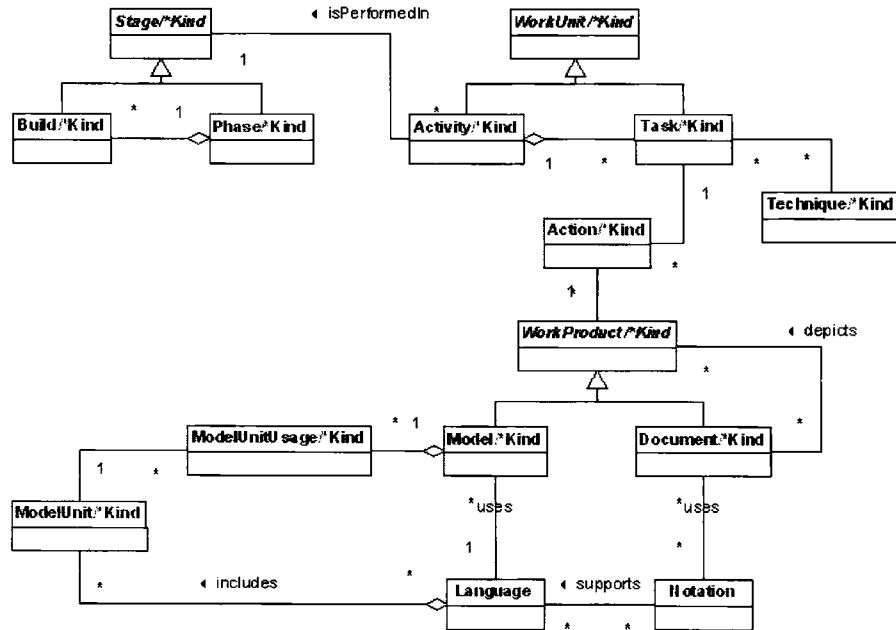 Stage/*Kind
◂ isPerformedIn
WorkUnit/*Kind
1
* 1
Build/*Kind
Phase/*Kind
*
Activity/*Kind
Task/*Kind
1 *
* *
1
Technique/*Kind
Action/*Kind
*
1 *
WorkProduct/*Kind
◂ depicts
*
* 1
*
ModelUnitUsage/*Kind
Model/*Kind
Document/*Kind
1 *
ModelUnit/*Kind
*uses
*uses
1
*
* ◂ includes *
Language
◂ supports
Notation
* *